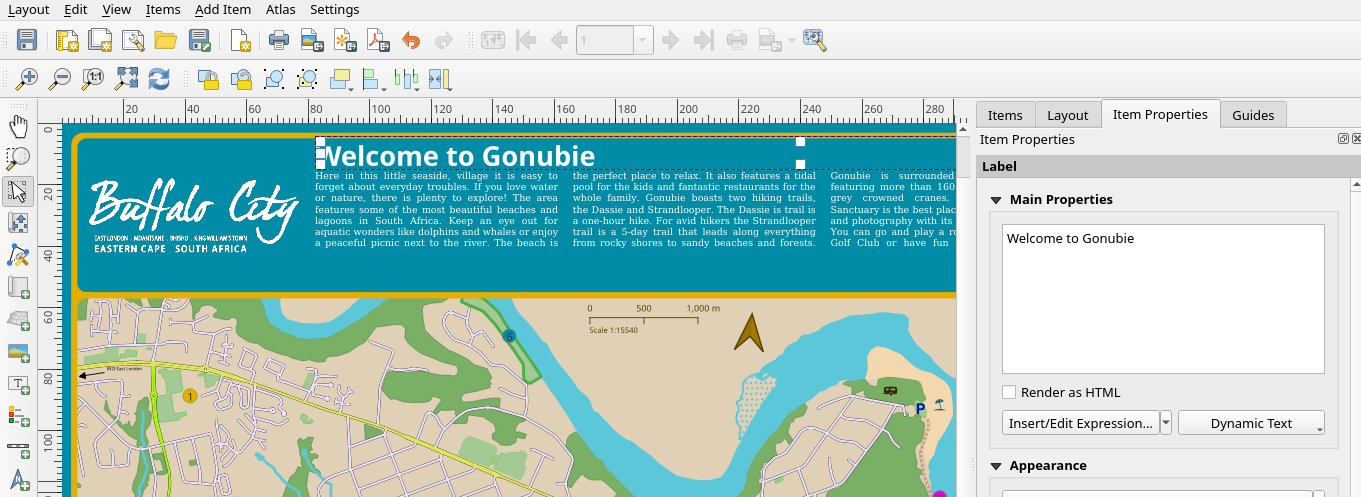 Layout Edit View Items Add Item Atlas Settings
1
1:1
20 40 60 80 100 120 140 160 180 200 220 240 260 280
0
20
40
60
80
100
Welcome to Gonubie
Here in this little seaside, village it is easy to
forget about everyday troubles. If you love water
or nature, there is plenty to explore! The area
features some of the most beautiful beaches and
lagoons in South Africa. Keep an eye out for
aquatic wonders like dolphins and whales or enjoy
a peaceful picnic next to the river. The beach is
the perfect place to relax. It also features a tidal
pool for the kids and fantastic restaurants for the
whole family. Gonubie boasts two hiking trails,
the Dassie and Strandlooper. The Dassie is trail is
a one-hour hike. For avid hikers the Strandlooper
trail is a 5-day trail that leads along everything
from rocky shores to sandy beaches and forests.
Gonubie is surrounded
featuring more than 160
grey crowned cranes.
Sanctuary is the best plac
and photography with its
You can go and play a ro
Golf Club or have fun
Buffalo City
EAST LONDON MDANTSANE BHISHO KING WILLIAM'S TOWN
EASTERN CAPE SOUTH AFRICA
0 500 1,000 m
Scale 1:15540
6
(N2) East London
1
P
Items Layout Item Properties Guides
Item Properties
Label
Main Properties
Welcome to Gonubie
Render as HTML
Insert/Edit Expression... Dynamic Text
Appearance